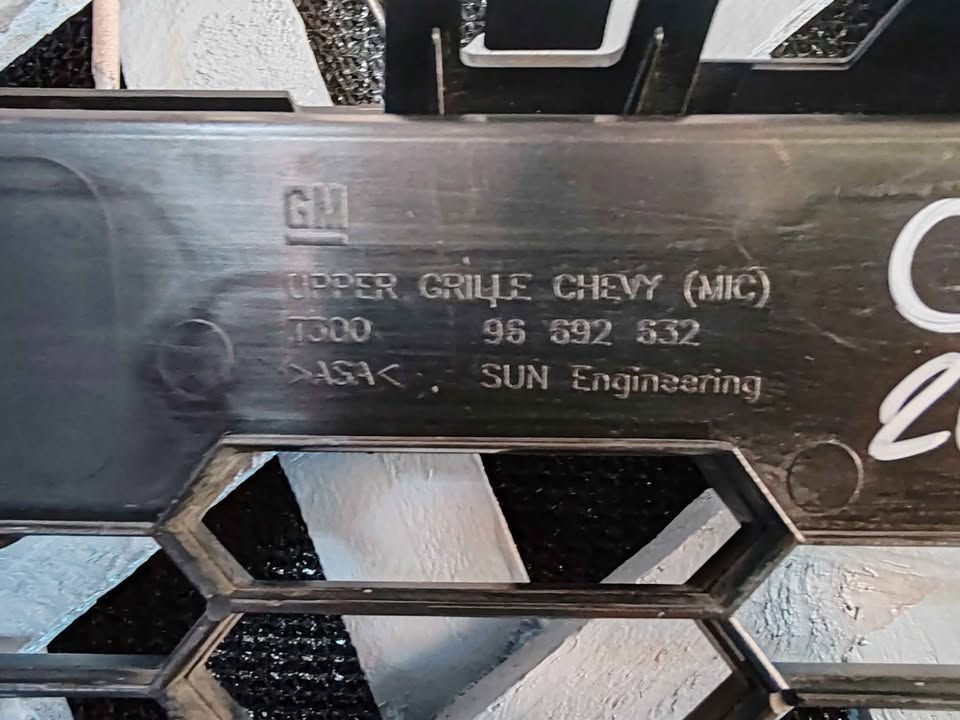 GM
UPPER GRILLE CHEVY (MIC)
T300 96 692 632
>ASA< SUN Engineering